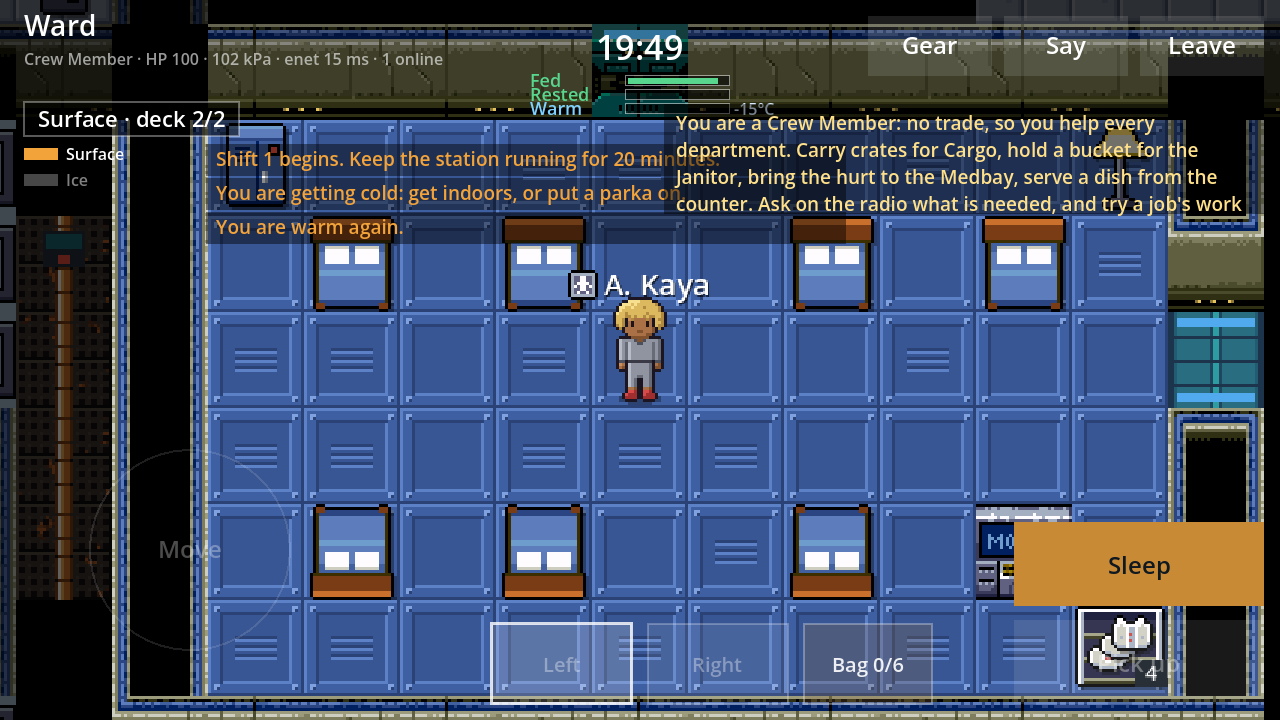 Ward
19:49
Gear
Say
Leave
Crew Member · HP 100 · 102 kPa · enet 15 ms · 1 online
Fed
Rested
Warm
-15°C
Surface · deck 2/2
Surface
Ice
Shift 1 begins. Keep the station running for 20 minutes.
You are getting cold: get indoors, or put a parka on
You are warm again.
You are a Crew Member: no trade, so you help every
department. Carry crates for Cargo, hold a bucket for the
Janitor, bring the hurt to the Medbay, serve a dish from the
counter. Ask on the radio what is needed, and try a job's work
A. Kaya
Move
Sleep
Left
Right
Bag 0/6
Pick up
4